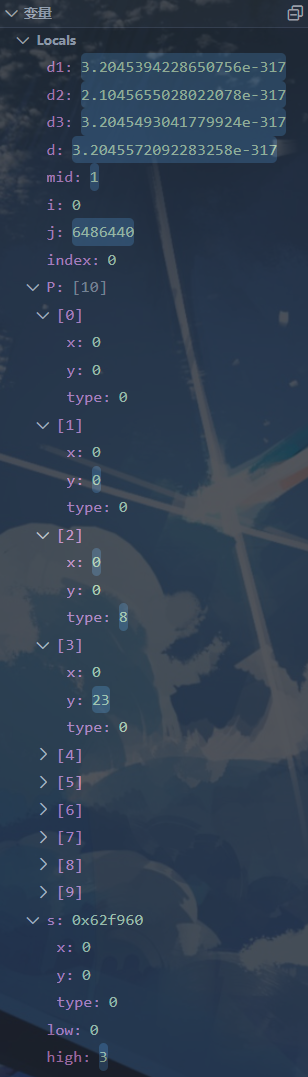 变量
Locals
d1: 3.2045394228650756e-317
d2: 2.1045655028022078e-317
d3: 3.2045493041779924e-317
d: 3.2045572092283258e-317
mid: 1
i: 0
j: 6486440
index: 0
P: [10]
[0]
x: 0
y: 0
type: 0
[1]
x: 0
y: 0
type: 0
[2]
x: 0
y: 0
type: 8
[3]
x: 0
y: 23
type: 0
[4]
[5]
[6]
[7]
[8]
[9]
s: 0x62f960
x: 0
y: 0
type: 0
low: 0
high: 3